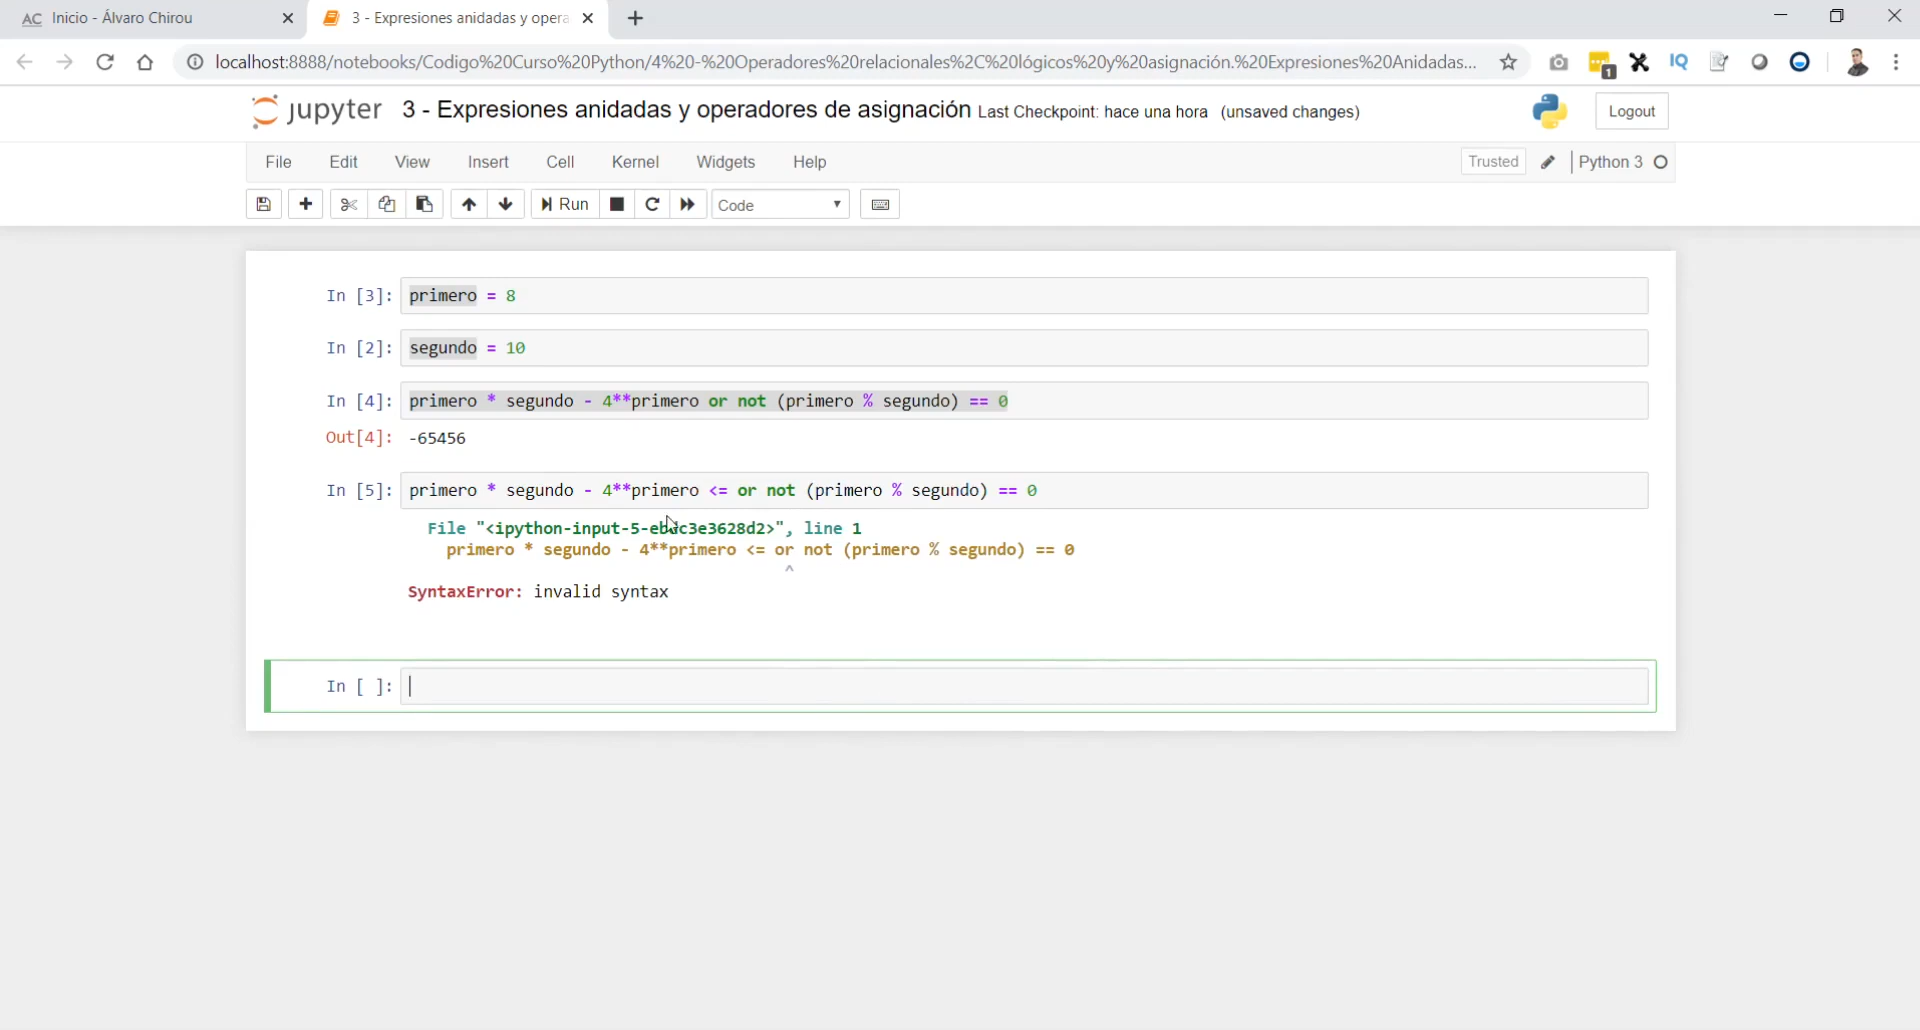 AC Inicio - Álvaro Chirou
3 - Expresiones anidadas y opera
localhost:8888/notebooks/Codigo%20Curso%20Python/4%20-%20Operadores%20relacionales%2C%20lógicos%20y%20asignación.%20Expresiones%20Anidadas...
1
IQ
jupyter 3 - Expresiones anidadas y operadores de asignación Last Checkpoint: hace una hora (unsaved changes)
Logout
File Edit View Insert Cell Kernel Widgets Help
Trusted Python 3
Run Code
In [3]: primero = 8
In [2]: segundo = 10
In [4]: primero * segundo - 4**primero or not (primero % segundo) == 0
Out[4]: -65456
In [5]: primero * segundo - 4**primero <= or not (primero % segundo) == 0
File line 1
primero * segundo - 4**primero <= or not (primero % segundo) == 0
^
SyntaxError: invalid syntax
In [ ]: